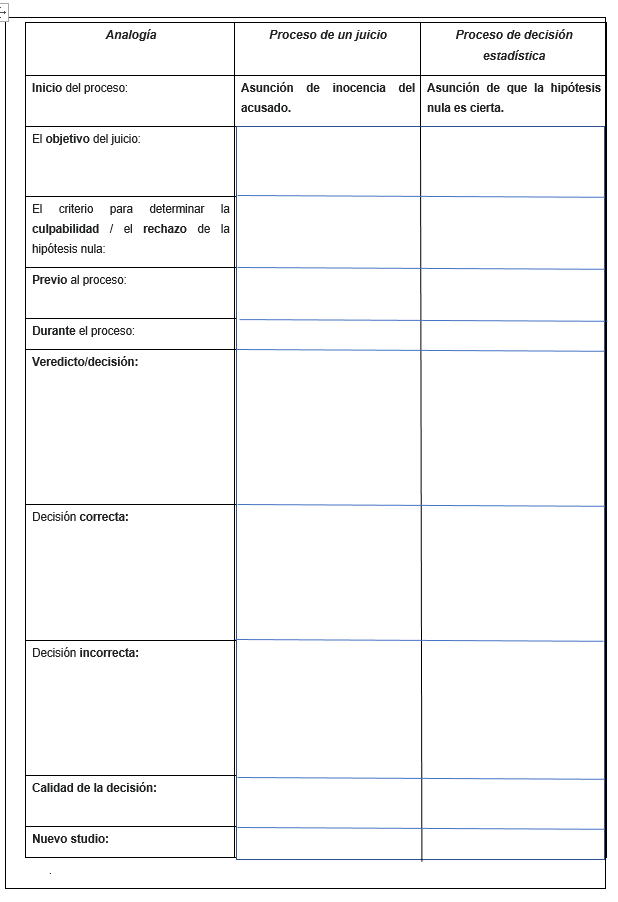 Analogía
Proceso de un juicio
Proceso de decisión
estadística
Inicio del proceso:
Asunción de inocencia del
acusado.
Asunción de que la hipótesis
nula es cierta.
El objetivo del juicio:
El criterio para determinar la
culpabilidad / el rechazo de la
hipótesis nula:
Previo al proceso:
Durante el proceso:
Veredicto/decisión:
Decisión correcta:
Decisión incorrecta:
Calidad de la decisión:
Nuevo studio:
.